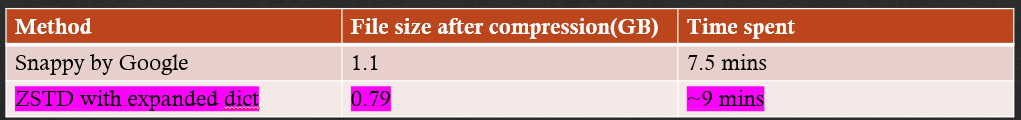 Method File size after compression(GB) Time spent
Snappy by Google 1.1 7.5 mins
ZSTD with expanded dict 0.79 ~9 mins